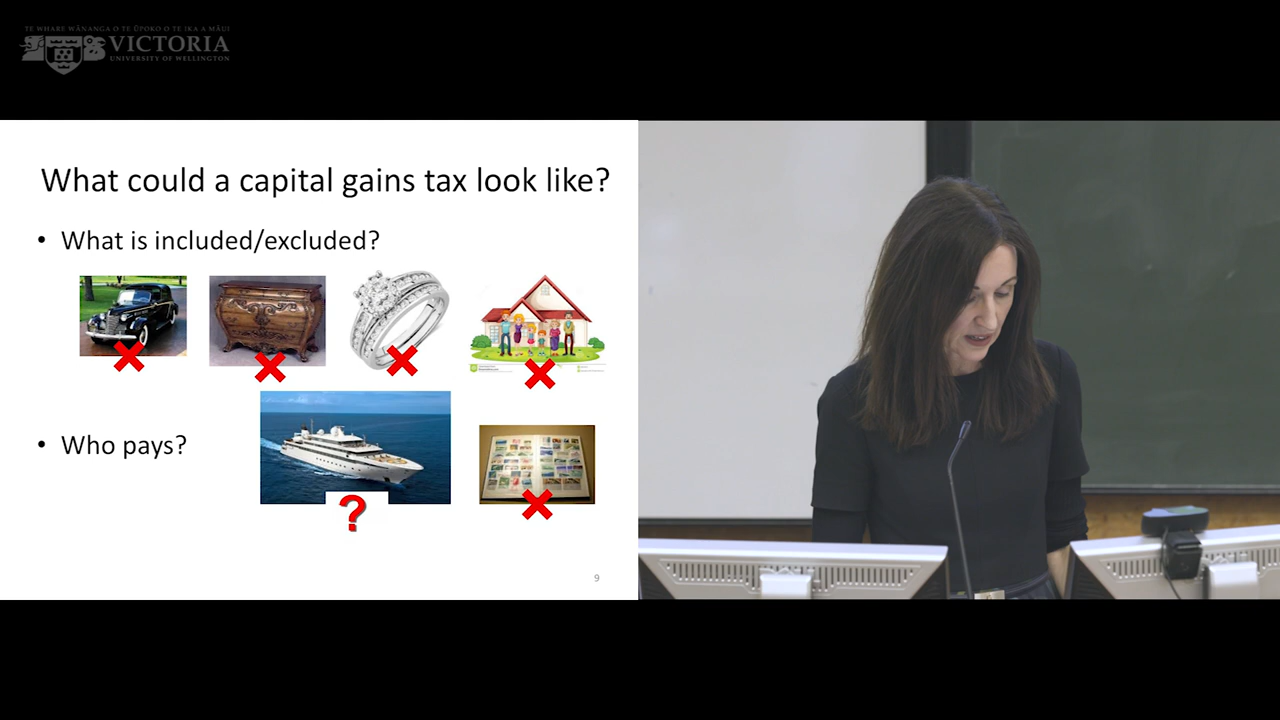 TE WHARE WĀNANGA O TE ŪPOKO O TE IKA A MĀUI
VICTORIA
UNIVERSITY OF WELLINGTON
What could a capital gains tax look like?
• What is included/excluded?
• Who pays?
?
9